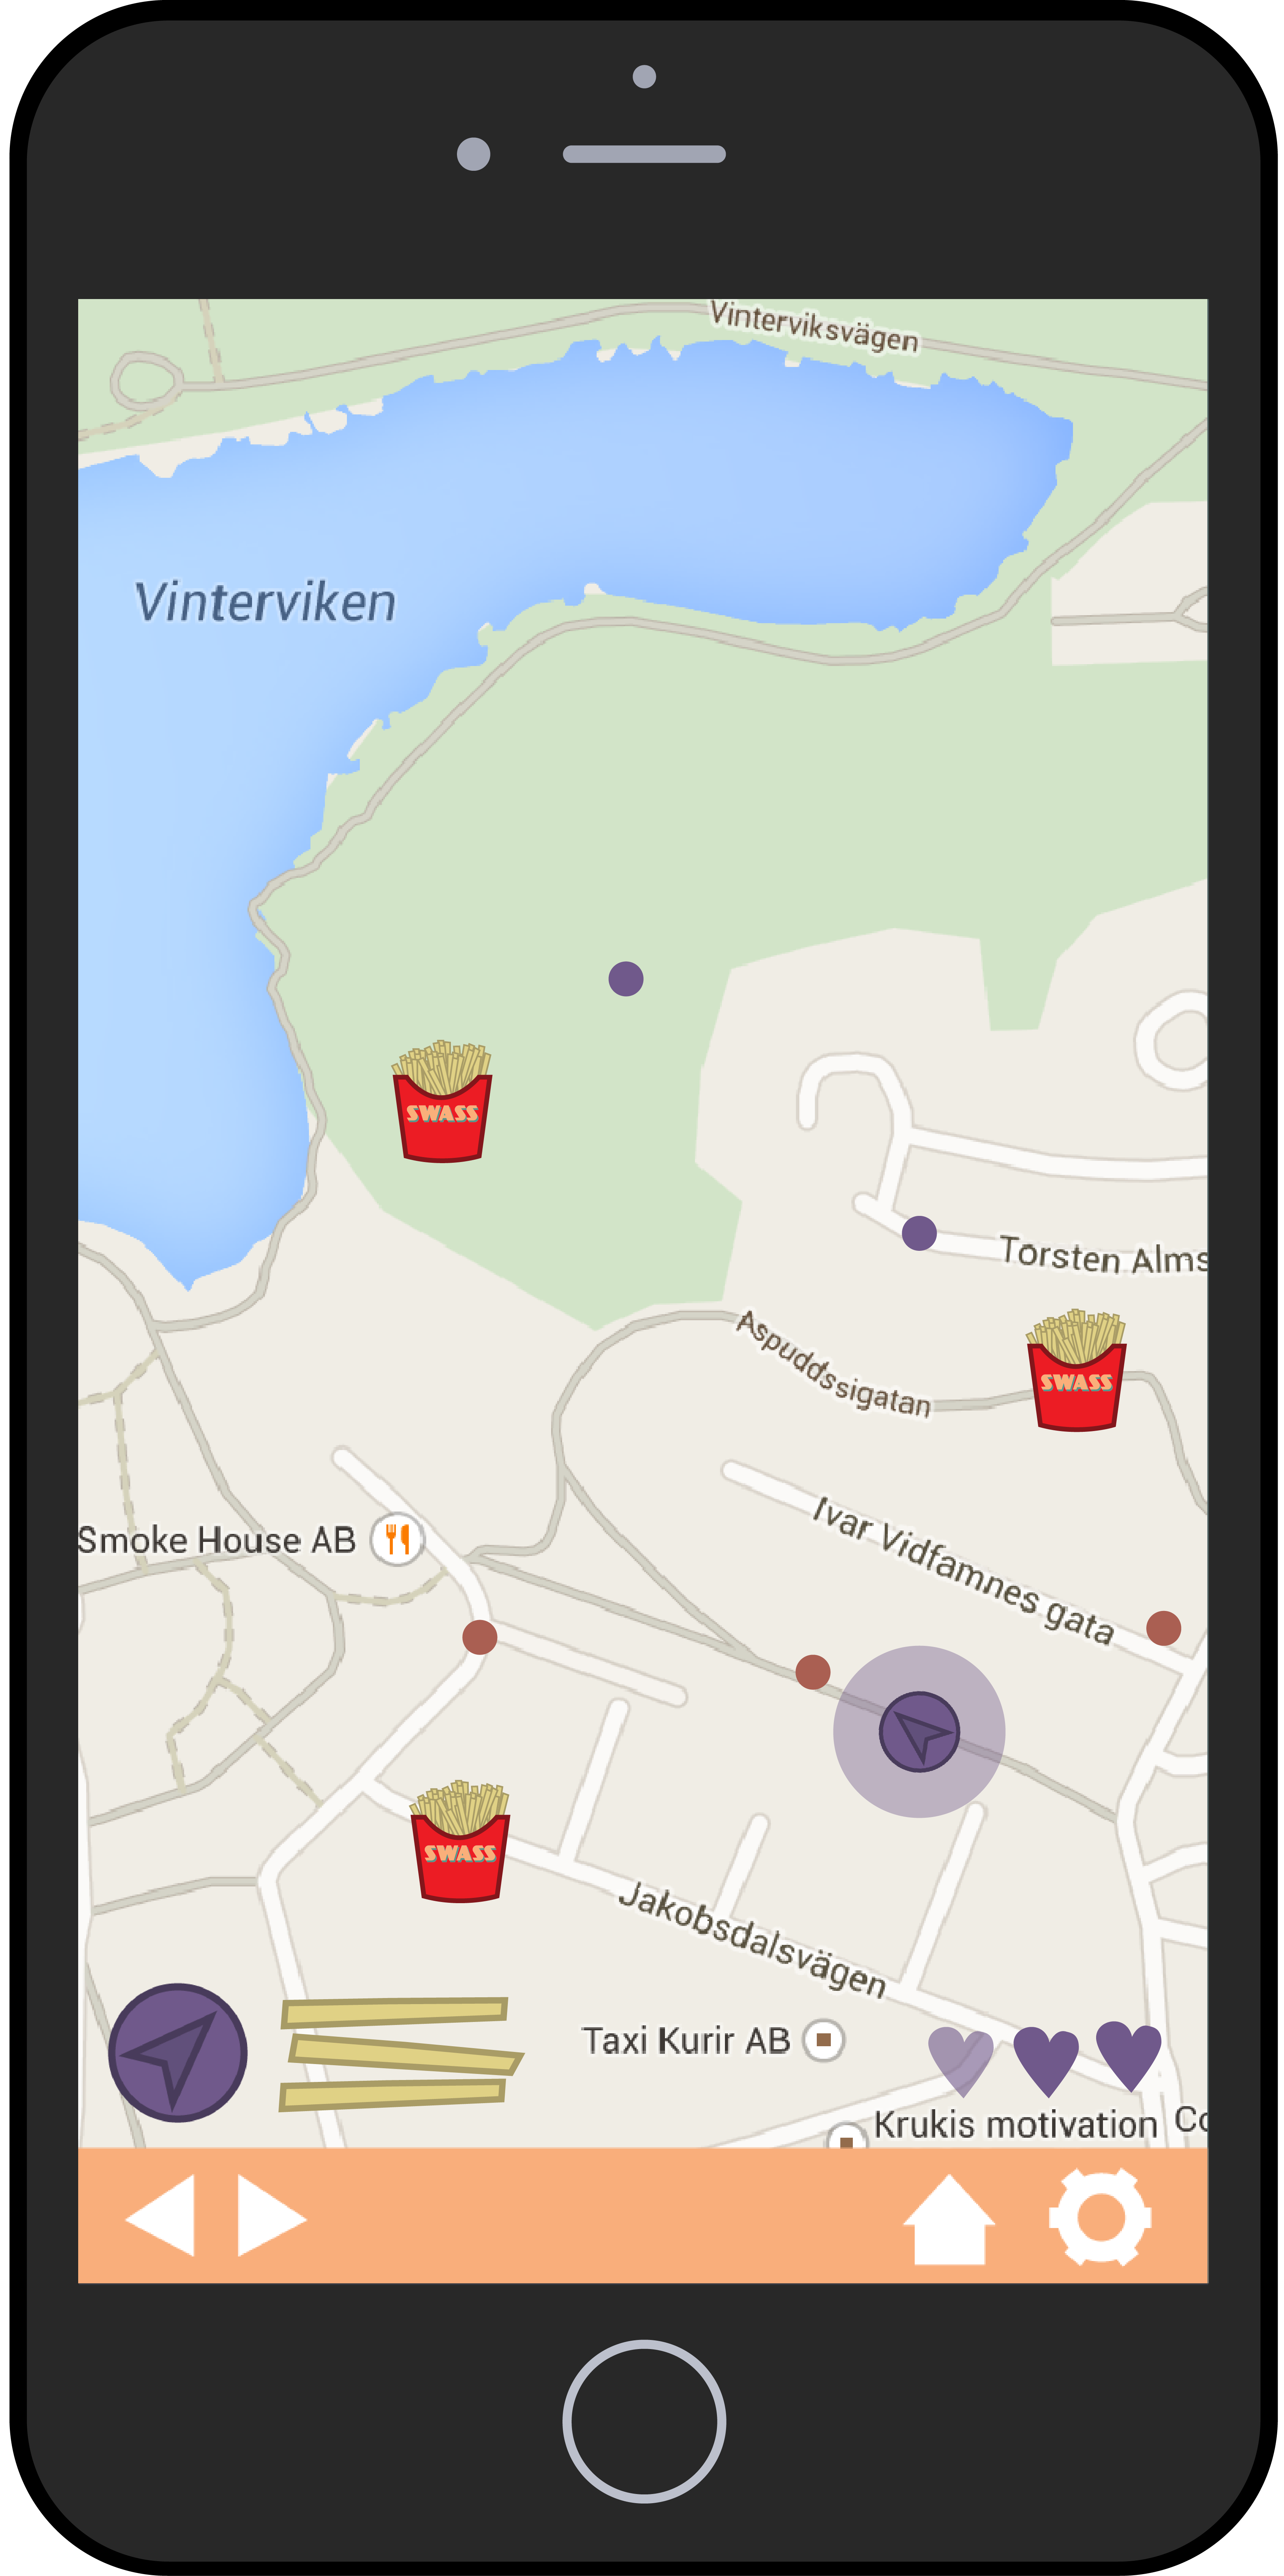 Vinterviksvägen
Vinterviken
SWASS
Torsten Alms
Aspuddssigatan
SWASS
Ivar Vidfamnes gata
Smoke House AB
SWASS
Jakobsdalsvägen
Taxi Kurir AB
Krukis motivation
Co